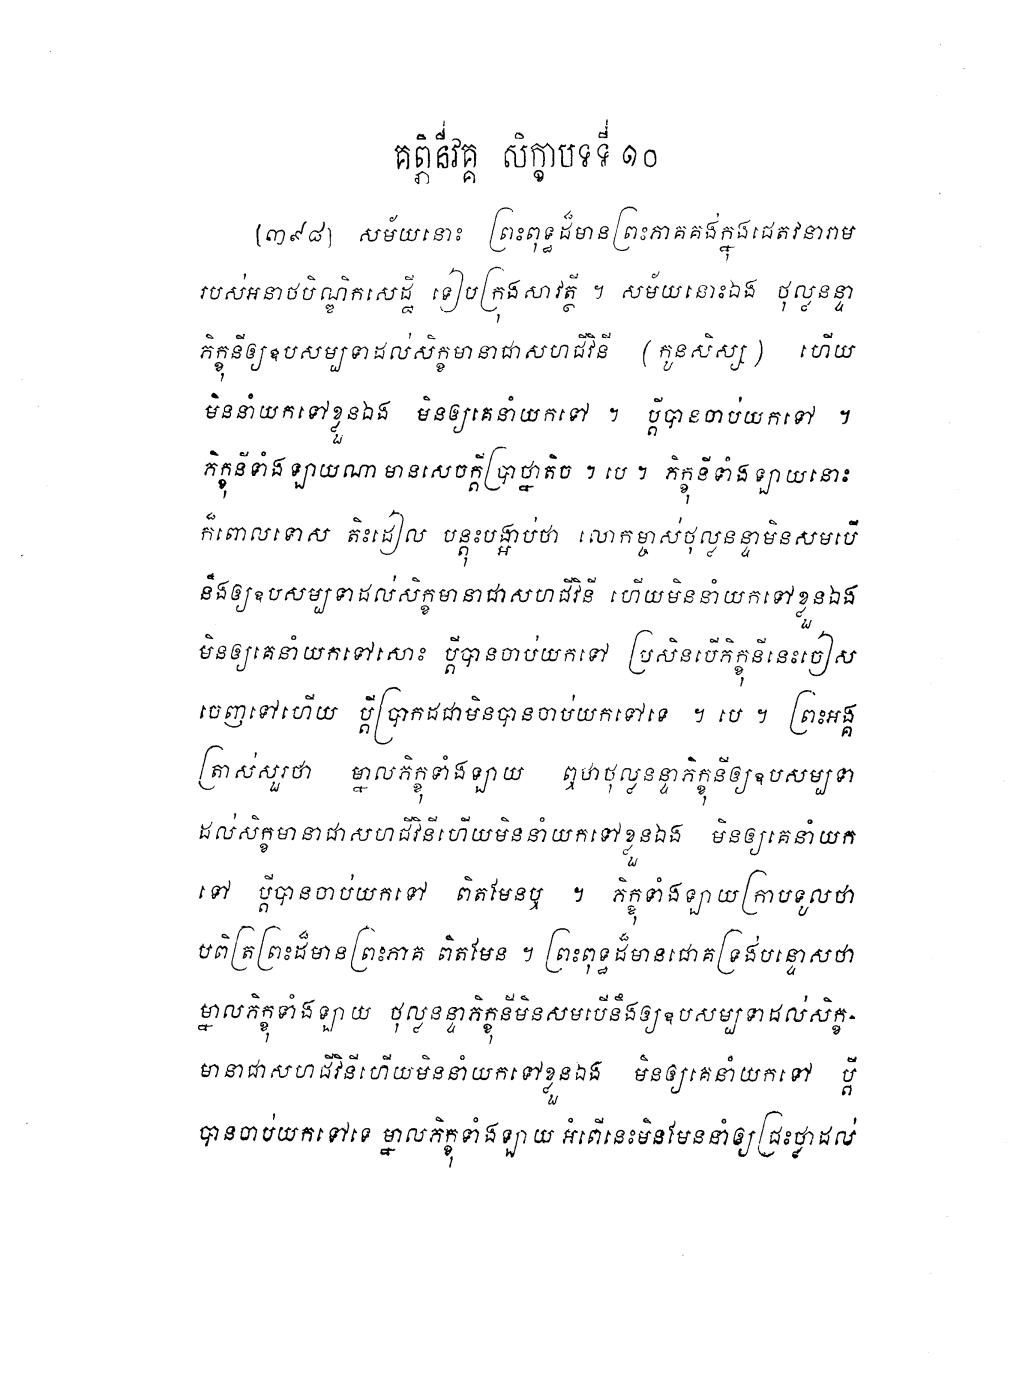 គព្ភិនីវគ្គ សិក្ខាបទទី ១០
(៣៩៨) សម័យនោះ ព្រះពុទ្ធដ៏មានព្រះភាគគង់ក្នុងជេតវនារាម
របស់អនាថបិណ្ឌិកសេដ្ឋី ទៀបក្រុងសាវត្ថី ។ សម័យនោះឯង ថុល្លនន្ទា
ភិក្ខុនីឲ្យឧបសម្បទាដល់សិក្ខមានាជាសហជីវិនី (កូនសិស្ស) ហើយ
មិននាំយកទៅខ្លួនឯង មិនឲ្យគេនាំយកទៅ ។ ប្តីបានចាប់យកទៅ ។
ភិក្ខុនីទាំងឡាយណា មានសេចក្តីប្រាថ្នាតិច ។ បេ ។ ភិក្ខុនីទាំងឡាយនោះ
ក៏ពោលទោស តិះដៀល បន្តុះបង្អាប់ថា លោកម្ចាស់ថុល្លនន្ទាមិនសមបើ
នឹងឲ្យឧបសម្បទាដល់សិក្ខមានាជាសហជីវិនី ហើយមិននាំយកទៅខ្លួនឯង
មិនឲ្យគេនាំយកទៅសោះ ប្តីបានចាប់យកទៅ ប្រសិនបើភិក្ខុនីនេះចៀស
ចេញទៅហើយ ប្តីប្រាកដជាមិនបានចាប់យកទៅទេ ។ បេ ។ ព្រះអង្គ
ត្រាស់សួរថា ម្នាលភិក្ខុទាំងឡាយ ឮថាថុល្លនន្ទាភិក្ខុនីឲ្យឧបសម្បទា
ដល់សិក្ខមានាជាសហជីវិនីហើយមិននាំយកទៅខ្លួនឯង មិនឲ្យគេនាំយក
ទៅ ប្តីបានចាប់យកទៅ ពិតមែនឬ ។ ភិក្ខុទាំងឡាយក្រាបទូលថា
បពិត្រព្រះដ៏មានព្រះភាគ ពិតមែន ។ ព្រះពុទ្ធដ៏មានជោគទ្រង់បន្ទោសថា
ម្នាលភិក្ខុទាំងឡាយ ថុល្លនន្ទាភិក្ខុនីមិនសមបើនឹងឲ្យឧបសម្បទាដល់សិក្ខ-
មានាជាសហជីវិនីហើយមិននាំយកទៅខ្លួនឯង មិនឲ្យគេនាំយកទៅ ប្តី
បានចាប់យកទៅទេ ម្នាលភិក្ខុទាំងឡាយ អំពើនេះមិនមែននាំឲ្យជ្រះថ្លាដល់